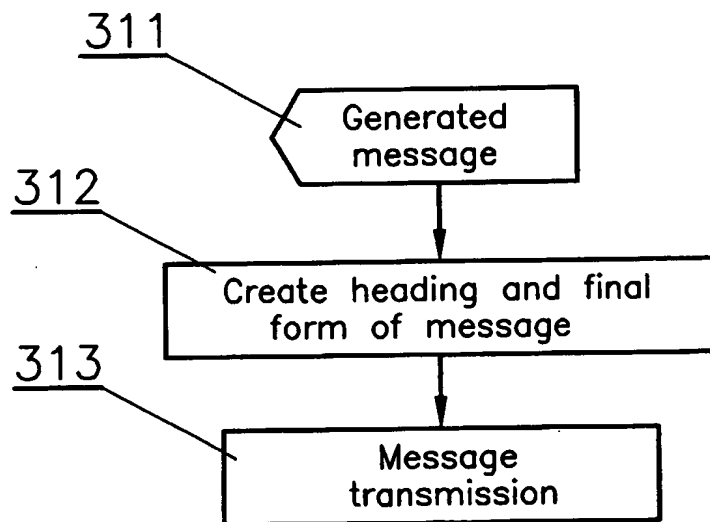 311
Generated
message
312
Create heading and final
form of message
313
Message
transmission